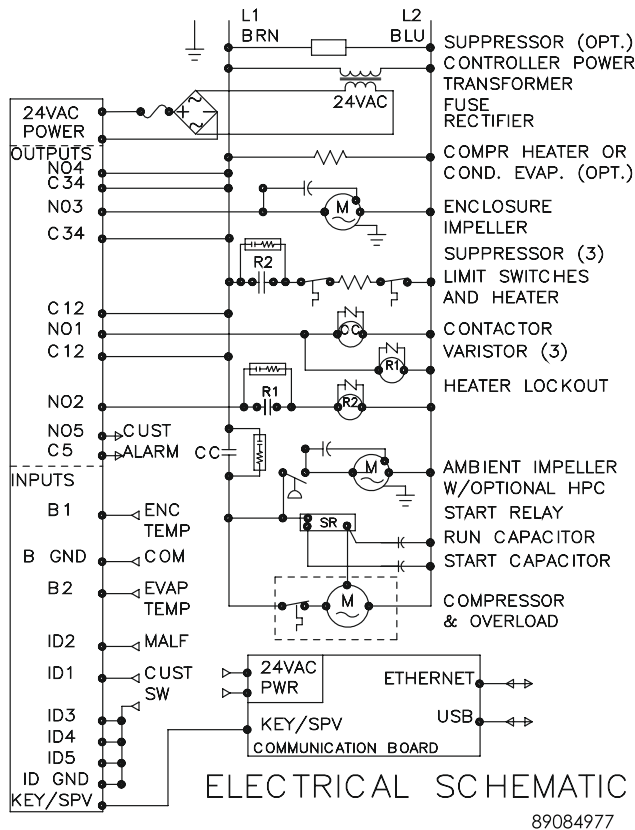 L1
BRN
L2
BLU
SUPPRESSOR (OPT.)
CONTROLLER POWER
TRANSFORMER
FUSE
RECTIFIER
24VAC
24VAC
POWER
+ -
OUTPUTS
NO4
C34
NO3
C34
COMPR HEATER OR
COND. EVAP. (OPT.)
M
ENCLOSURE
IMPELLER
R2
SUPPRESSOR (3)
LIMIT SWITCHES
AND HEATER
C12
NO1
C12
CC
CONTACTOR
VARISTOR (3)
R1
HEATER LOCKOUT
NO2
R1
R2
NO5
C5
CUST
ALARM
CC
M
AMBIENT IMPELLER
W/OPTIONAL HPC
INPUTS
B1
ENC
TEMP
START RELAY
SR
RUN CAPACITOR
START CAPACITOR
B GND
COM
B2
EVAP
TEMP
M
COMPRESSOR
& OVERLOAD
ID2
MALF
ID1
CUST
SW
ID3
ID4
ID5
ID GND
KEY/SPV
24VAC
PWR
ETHERNET
USB
KEY/SPV
COMMUNICATION BOARD
ELECTRICAL SCHEMATIC
89084977